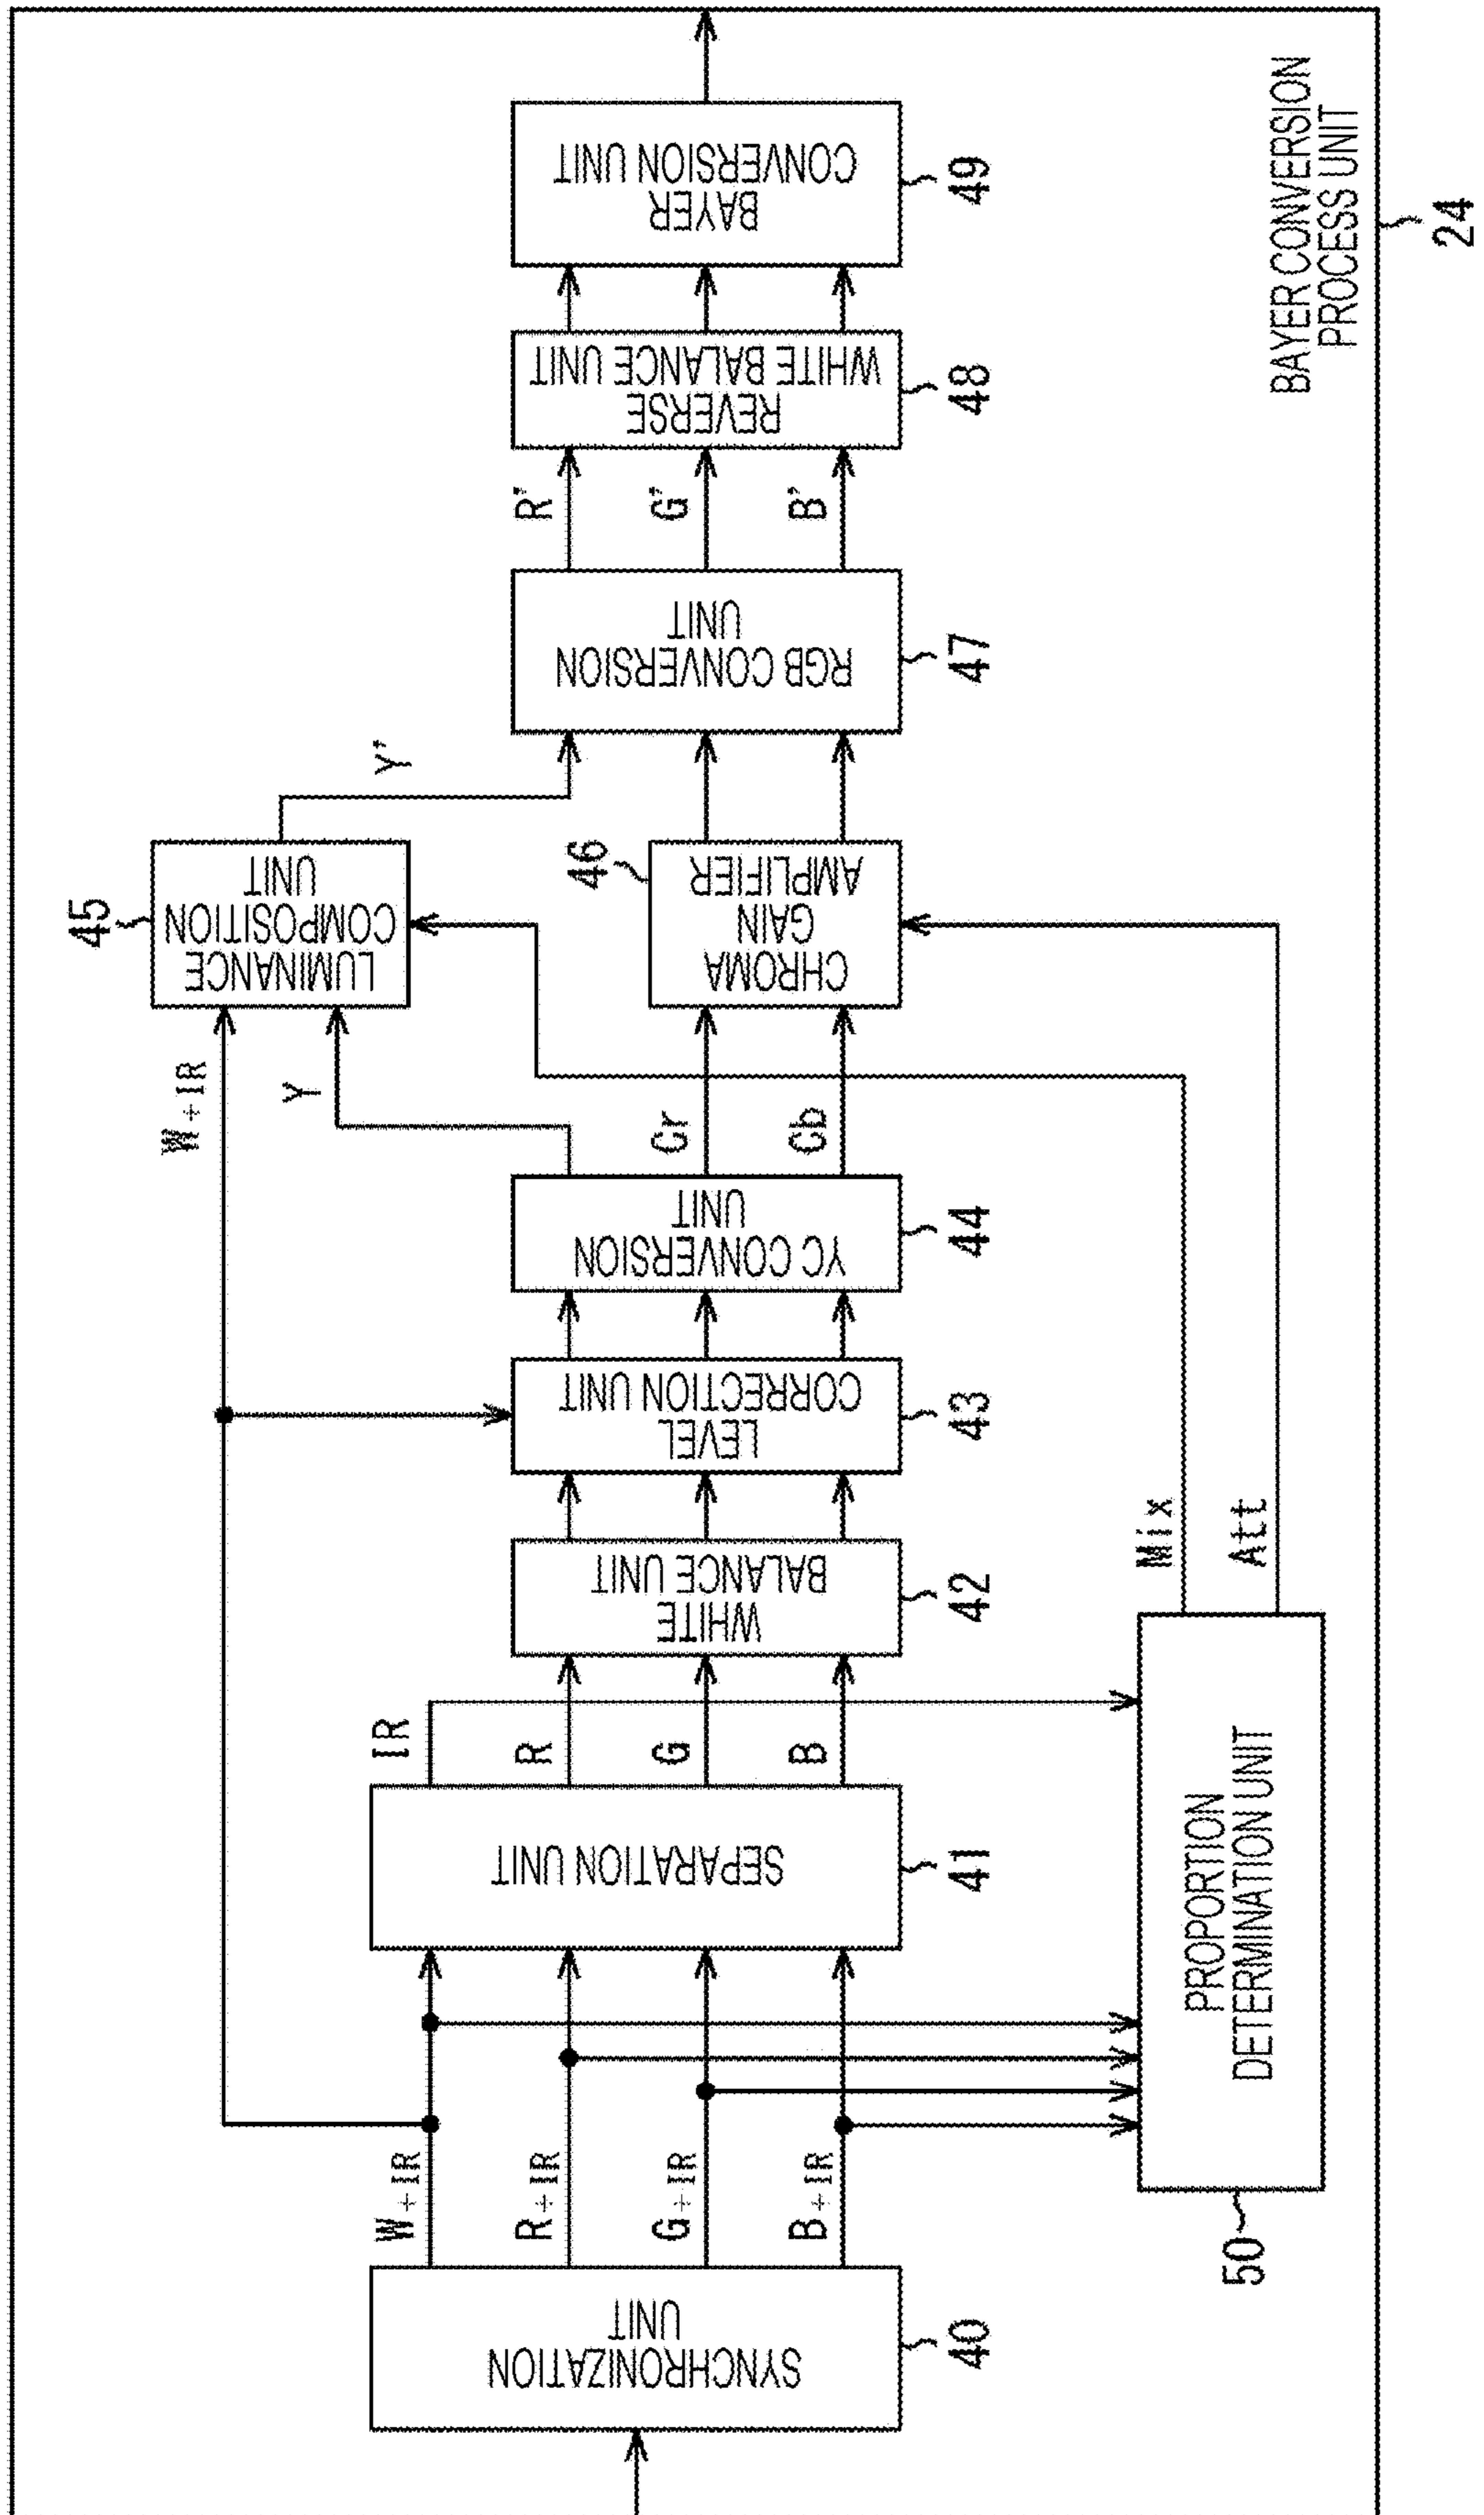 W+IR
R+IR
G+IR
B+IR
SYNCHRONIZATION
UNIT
40
SEPARATION UNIT
41
IR
R
G
B
WHITE
BALANCE UNIT
42
LEVEL
CORRECTION UNIT
43
YC CONVERSION
UNIT
44
W+IR
Y
Cr
Cb
LUMINANCE
COMPOSITION
UNIT
45
CHROMA
GAIN
AMPLIFIER
46
Y'
RGB CONVERSION
UNIT
47
R'
G'
B'
REVERSE
WHITE BALANCE UNIT
48
BAYER
CONVERSION UNIT
49
PROPORTION
DETERMINATION UNIT
50
Mix
Att
BAYER CONVERSION
PROCESS UNIT
24